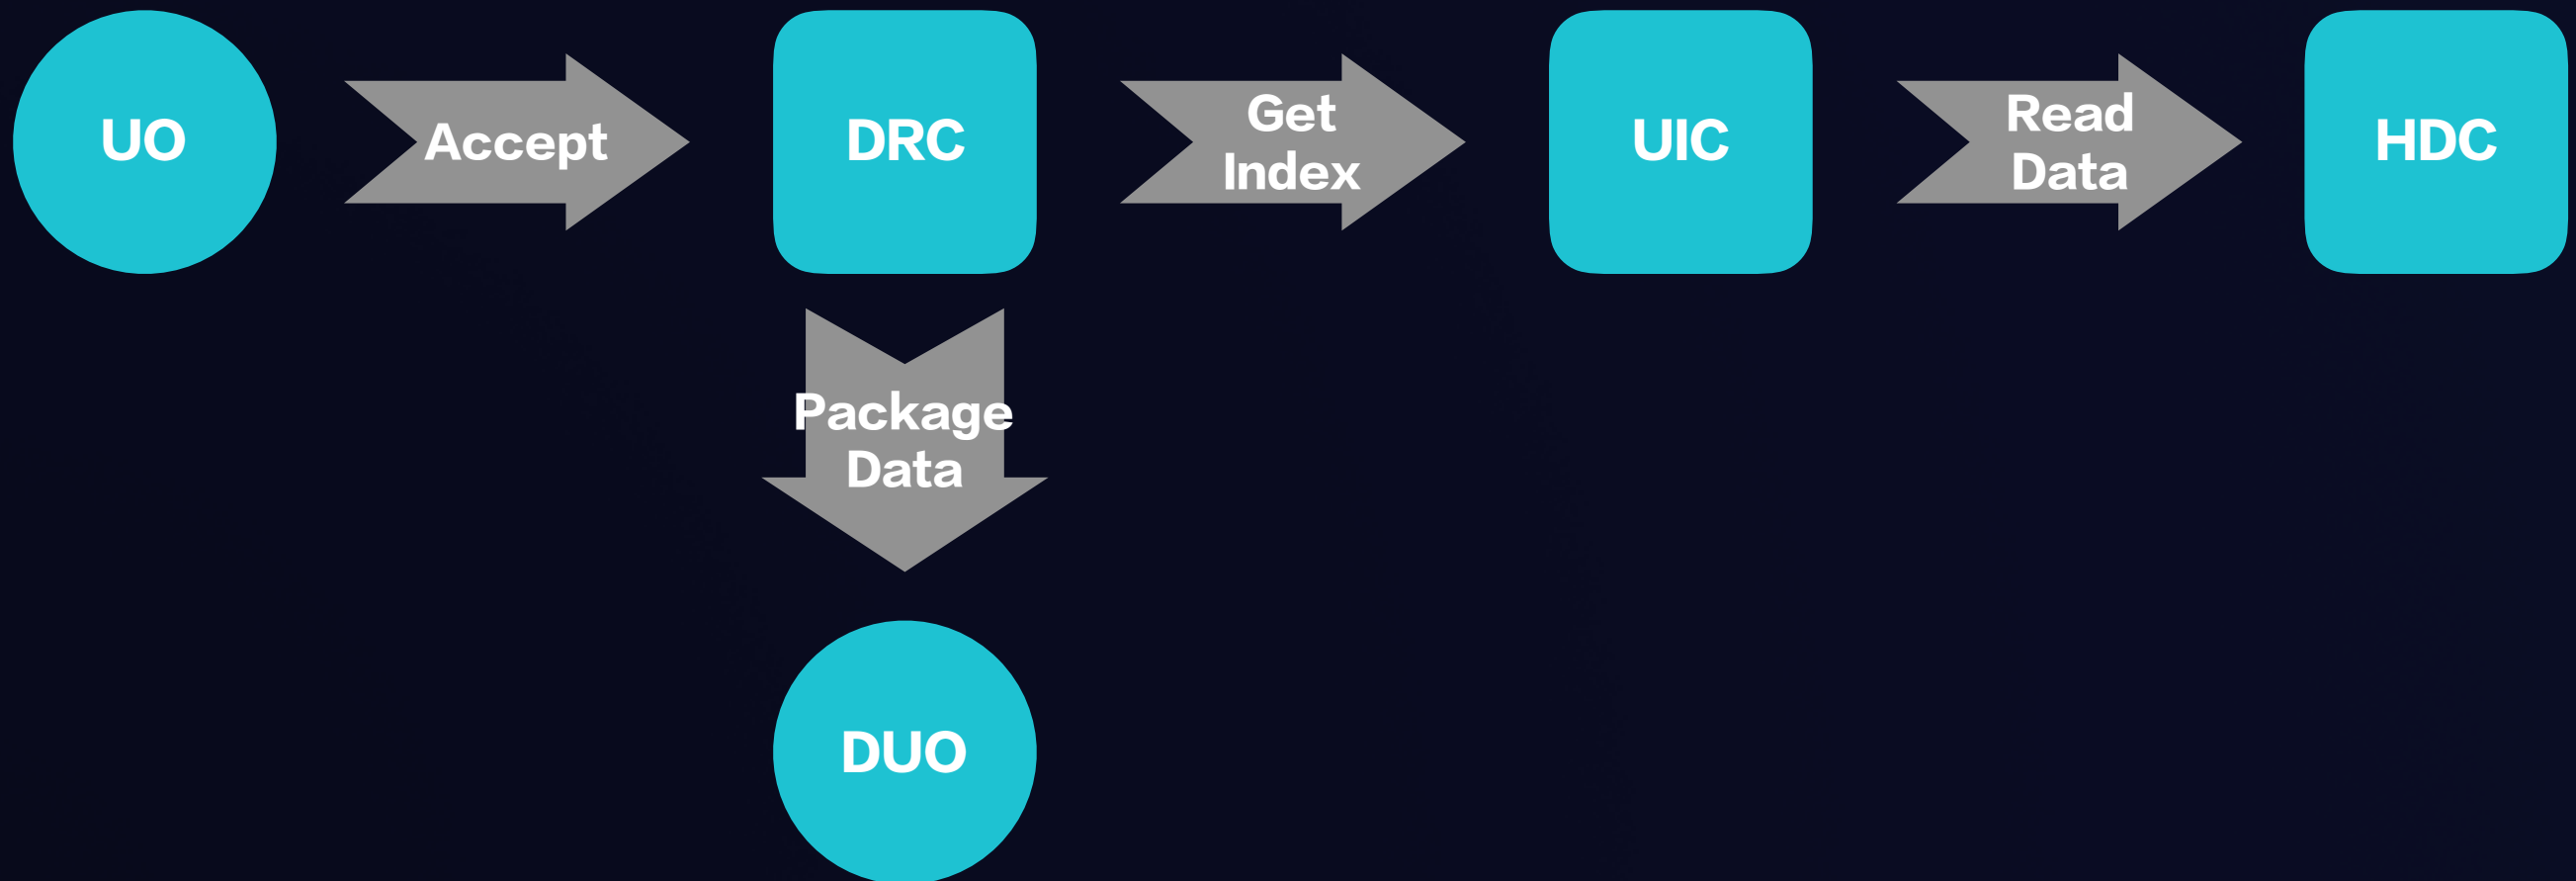 UO
Accept
DRC
Get
Index
UIC
Read
Data
HDC
Package
Data
DUO